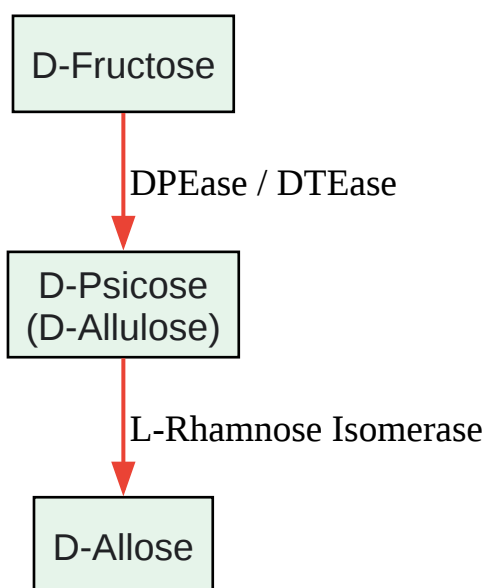 D-Fructose
DPEase / DTEase
D-Psicose
(D-Allulose)
L-Rhamnose Isomerase
D-Allose